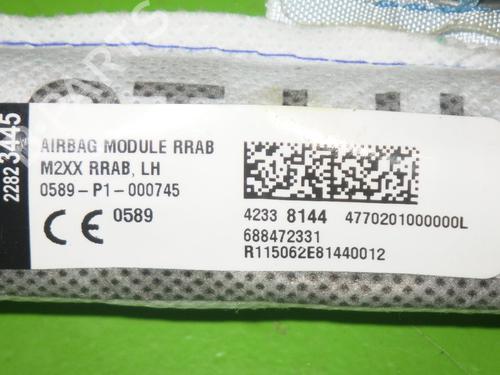 2282 3445
AIRBAG MODULE RRAB
M2XX RRAB, LH
0589-P1-000745
CE 0589
4233 8144 4770201000000L
688472331
R115062E81440012